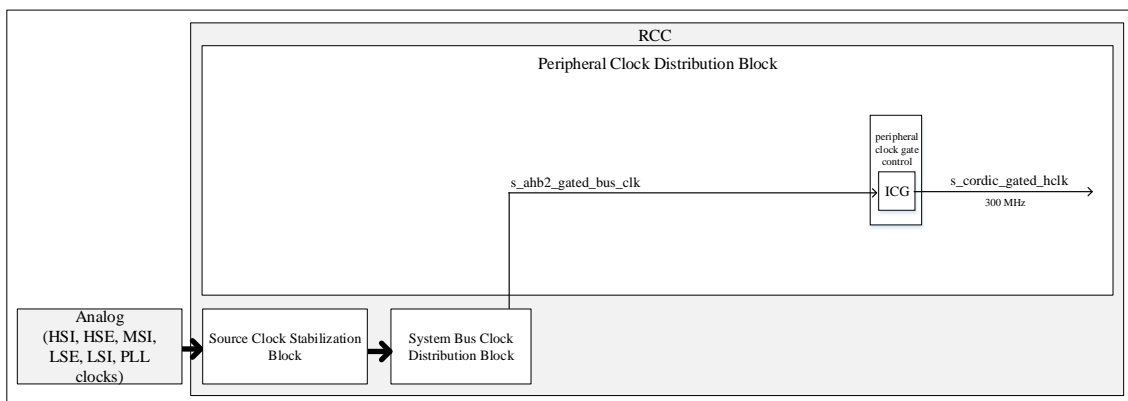 RCC
Peripheral Clock Distribution Block
peripheral
clock gate
control
s_ahb2_gated_bus_clk
ICG
s_cordic_gated_hclk
300 MHz
Analog
(HSI, HSE, MSI,
LSE, LSI, PLL
clocks)
Source Clock Stabilization
Block
System Bus Clock
Distribution Block